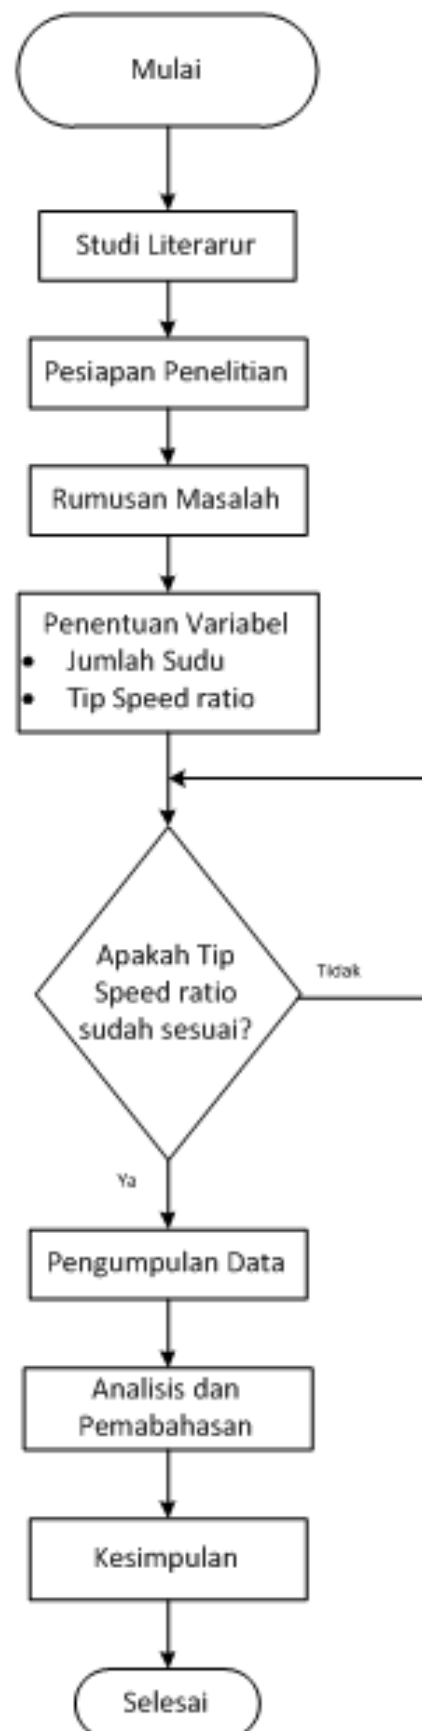 Mulai
Studi Literarur
Pesiapan Penelitian
Rumusan Masalah
Penentuan Variabel
• Jumlah Sudu
• Tip Speed ratio
Apakah Tip
Speed ratio
sudah sesuai?
Tidak
Ya
Pengumpulan Data
Analisis dan
Pemabahasan
Kesimpulan
Selesai